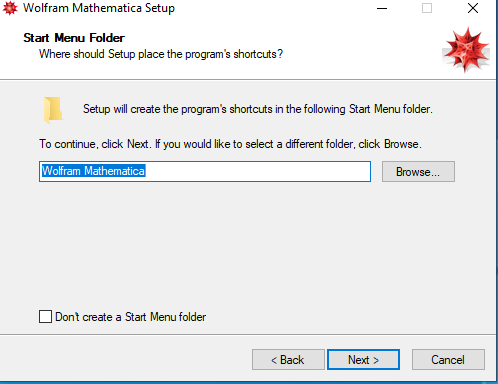 Wolfram Mathematica Setup
Start Menu Folder
Where should Setup place the program's shortcuts?
Setup will create the program's shortcuts in the following Start Menu folder.
To continue, click Next. If you would like to select a different folder, click Browse.
Wolfram Mathematica
Browse...
Don't create a Start Menu folder
< Back
Next >
Cancel